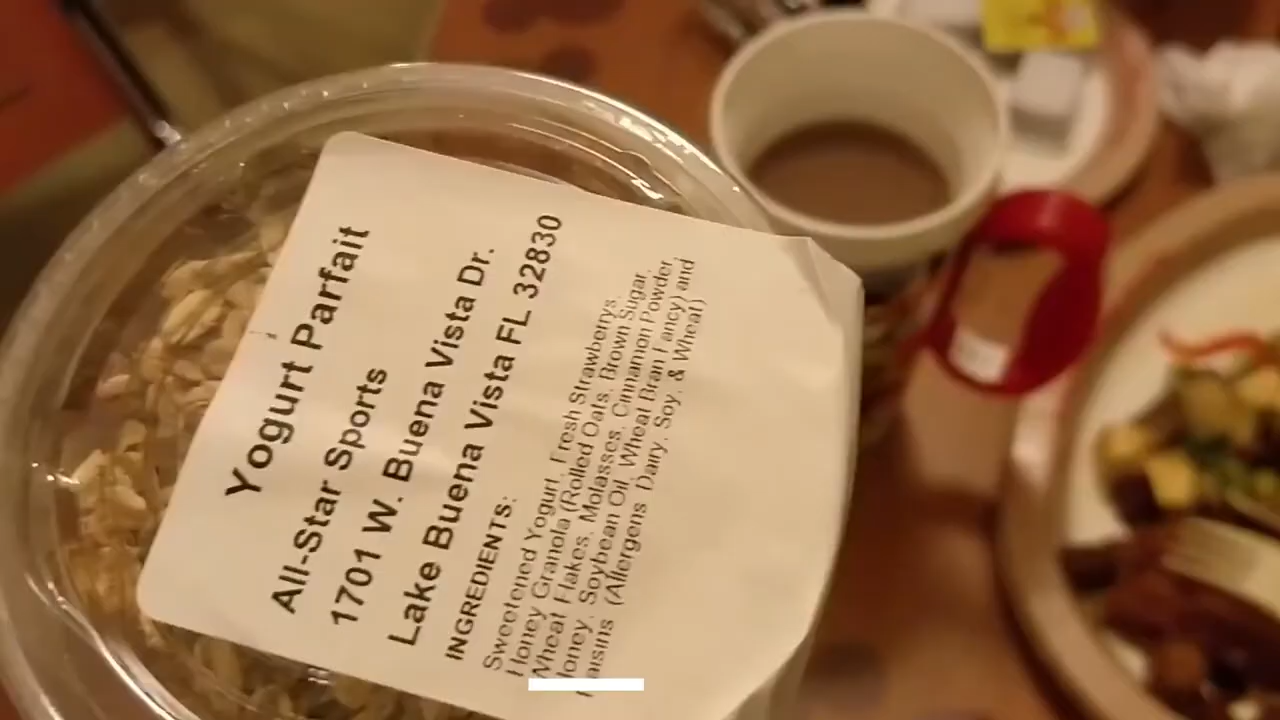 Yogurt Parfait
All-Star Sports
1701 W. Buena Vista Dr.
Lake Buena Vista FL 32830
INGREDIENTS:
Sweetened Yogurt, Fresh Strawberrys,
Honey Granola (Rolled Oats, Brown Sugar,
Wheat Flakes, Molasses, Cinnamon Powder,
Honey, Soybean Oil, Wheat Bran Fancy) and
Raisins (Allergens Dairy, Soy, & Wheat)